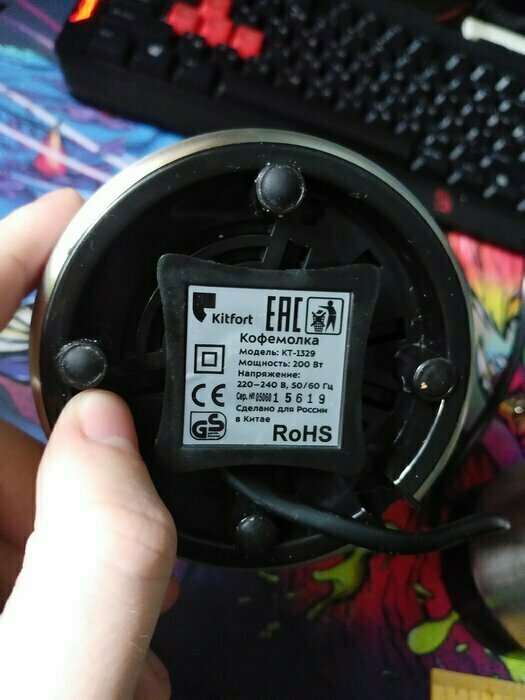 Kitfort
EAC
Кофемолка
Модель: КТ-1329
Мощность: 200 Вт
Напряжение:
220–240 В, 50/60 Гц
CE
Сер. № 05060 1 5 6 1 9
Сделано для России
в Китае
GS
RoHS